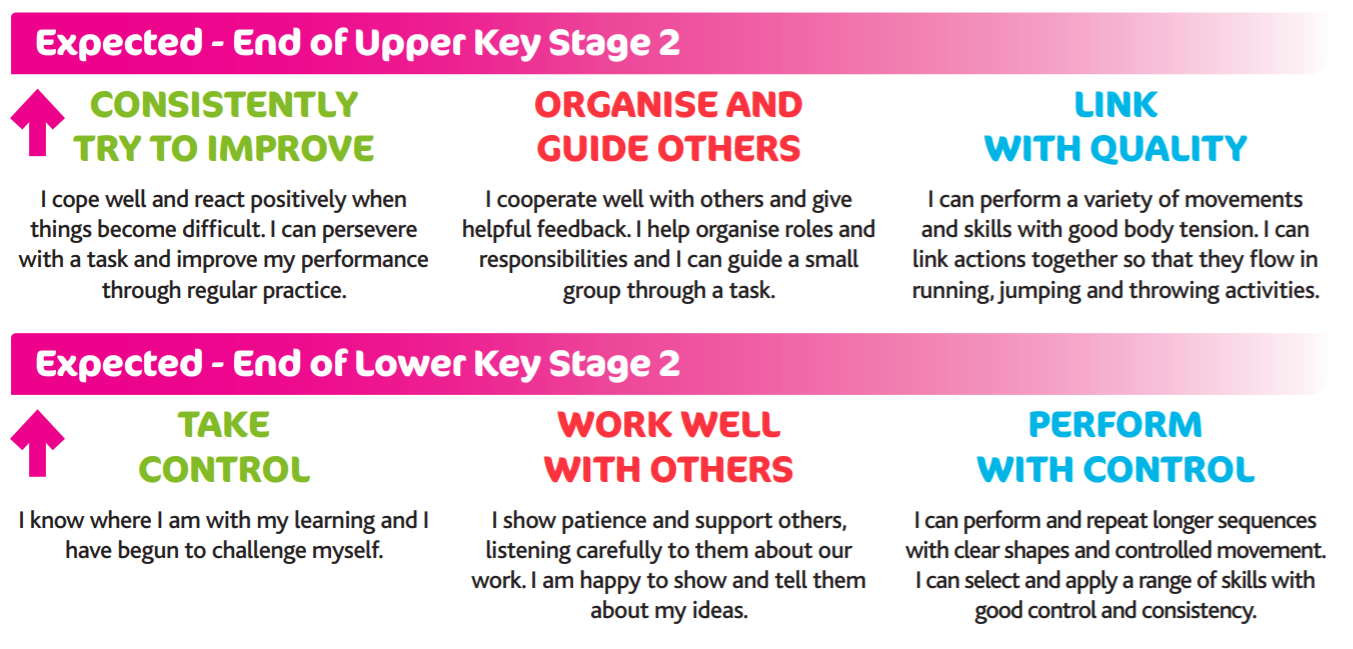 Expected - End of Upper Key Stage 2
CONSISTENTLY
TRY TO IMPROVE
I cope well and react positively when
things become difficult. I can persevere
with a task and improve my performance
through regular practice.
ORGANISE AND
GUIDE OTHERS
I cooperate well with others and give
helpful feedback. I help organise roles and
responsibilities and I can guide a small
group through a task.
LINK
WITH QUALITY
I can perform a variety of movements
and skills with good body tension. I can
link actions together so that they flow in
running, jumping and throwing activities.
Expected - End of Lower Key Stage 2
TAKE
CONTROL
I know where I am with my learning and I
have begun to challenge myself.
WORK WELL
WITH OTHERS
I show patience and support others,
listening carefully to them about our
work. I am happy to show and tell them
about my ideas.
PERFORM
WITH CONTROL
I can perform and repeat longer sequences
with clear shapes and controlled movement.
I can select and apply a range of skills with
good control and consistency.